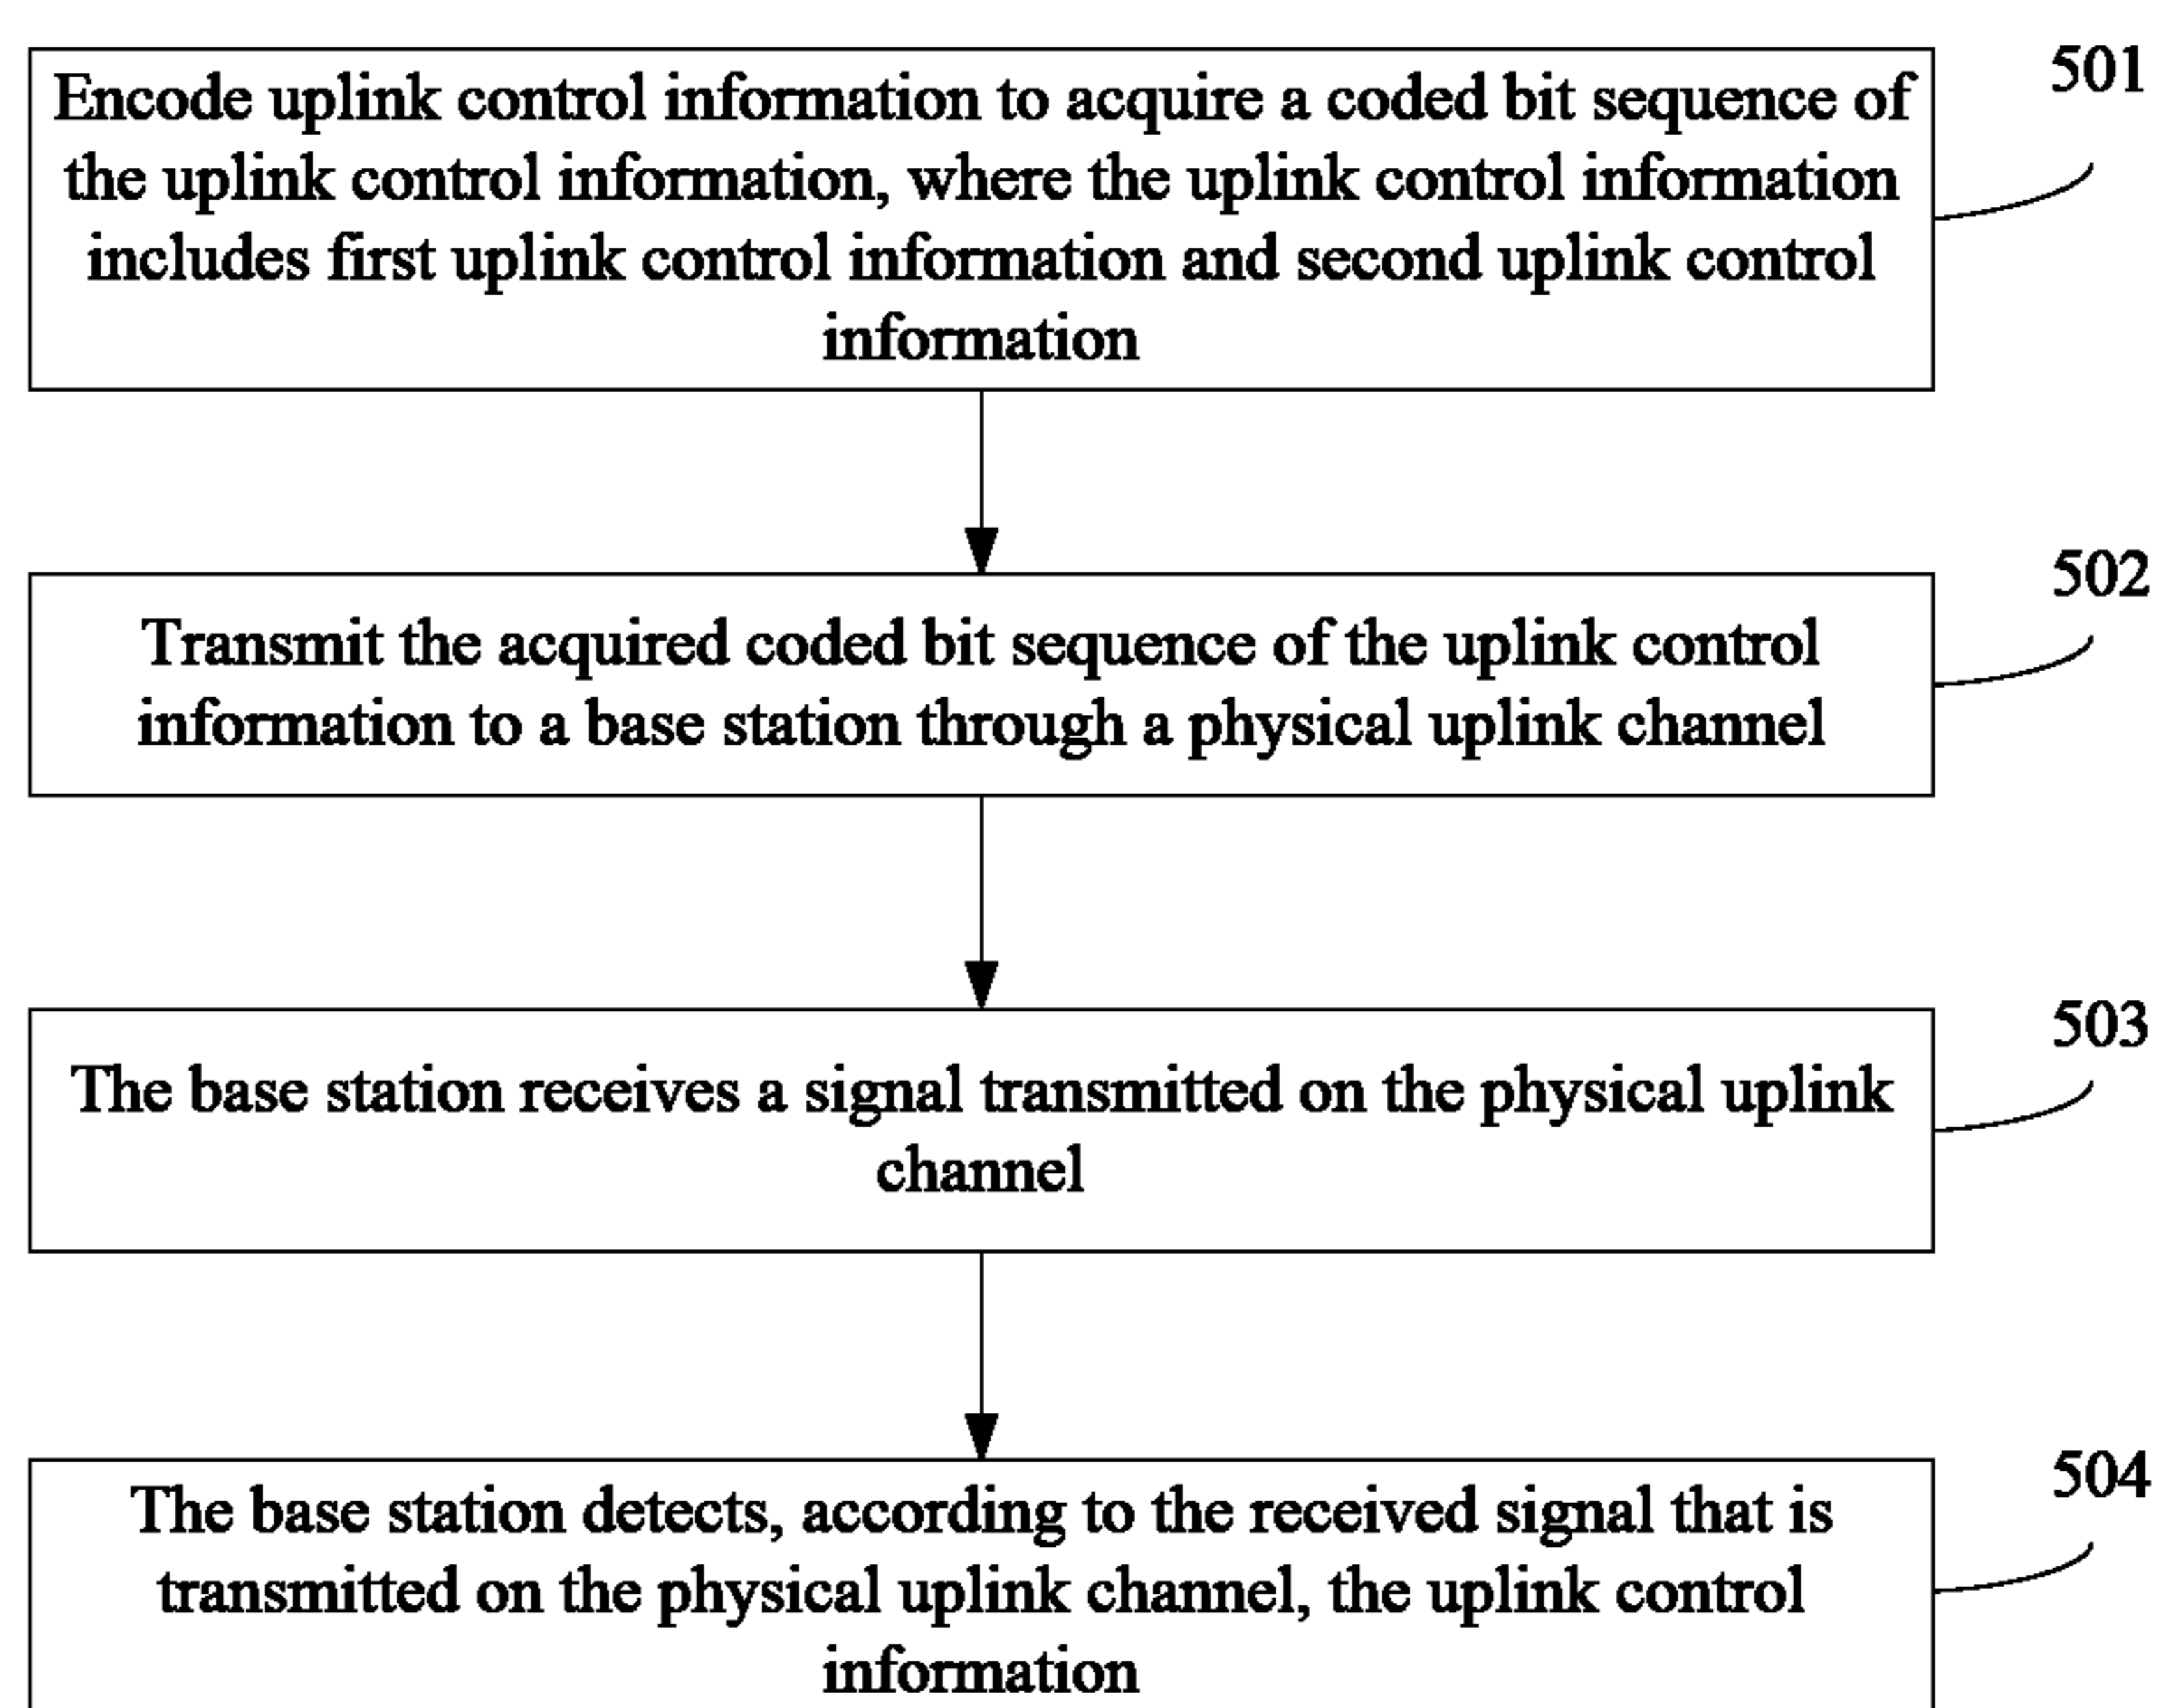 Encode uplink control information to acquire a coded bit sequence of
the uplink control information, where the uplink control information
includes first uplink control information and second uplink control
information
501
Transmit the acquired coded bit sequence of the uplink control
information to a base station through a physical uplink channel
502
The base station receives a signal transmitted on the physical uplink
channel
503
The base station detects, according to the received signal that is
transmitted on the physical uplink channel, the uplink control
information
504